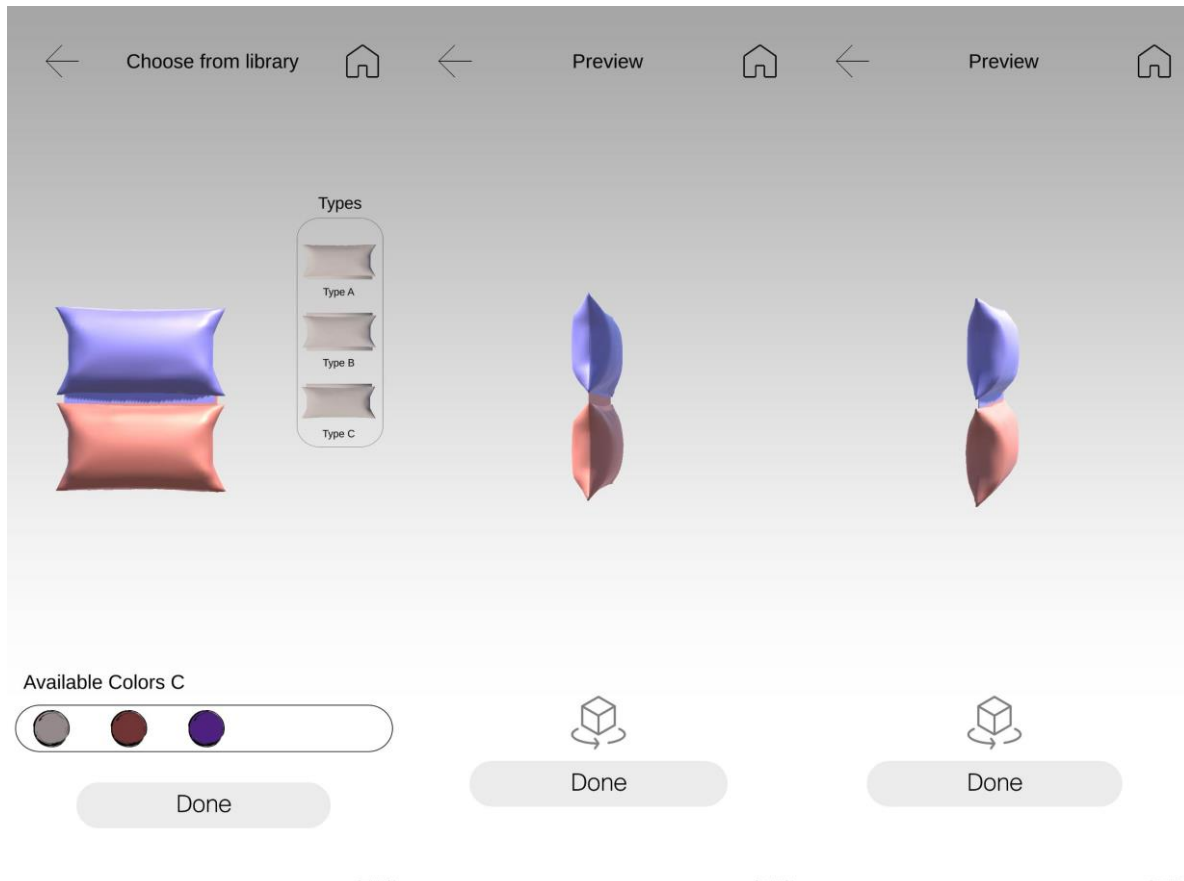 Choose from library
Preview
Preview
Types
Type A
Type B
Type C
Available Colors C
Done
Done
Done